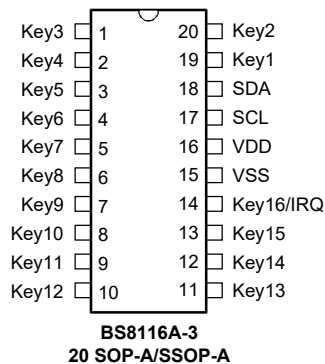 Key3 1 20 Key2
Key4 2 19 Key1
Key5 3 18 SDA
Key6 4 17 SCL
Key7 5 16 VDD
Key8 6 15 VSS
Key9 7 14 Key16/IRQ
Key10 8 13 Key15
Key11 9 12 Key14
Key12 10 11 Key13
BS8116A-3
20 SOP-A/SSOP-A